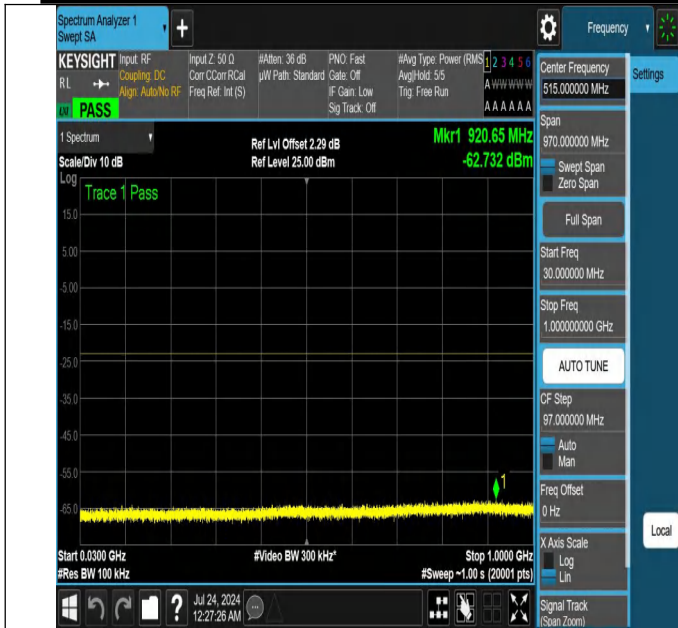 Spectrum Analyzer 1
Swept SA
+
Frequency
KEYSIGHT
RL
PASS
Input: RF
Coupling: DC
Align: Auto/No RF
Input Z: 50 Ω
Corr CCorr RCal
Freq Ref: Int (S)
#Atten: 36 dB
µW Path: Standard
PNO: Fast
Gate: Off
IF Gain: Low
Sig Track: Off
#Avg Type: Power (RMS
Avg|Hold: 5/5
Trig: Free Run
1 2 3 4 5 6
A W W W W W
A A A A A A
Center Frequency
515.000000 MHz
Settings
Span
970.000000 MHz
Swept Span
Zero Span
Full Span
Start Freq
30.000000 MHz
Stop Freq
1.000000000 GHz
AUTO TUNE
CF Step
97.000000 MHz
Auto
Man
Freq Offset
0 Hz
X Axis Scale
Log
Lin
Signal Track
(Span Zoom)
Local
1 Spectrum
Scale/Div 10 dB
Ref Lvl Offset 2.29 dB
Ref Level 25.00 dBm
Mkr1 920.65 MHz
-62.732 dBm
Log
Trace 1 Pass
15.0
5.00
-5.00
-15.0
-25.0
-35.0
-45.0
-55.0
-65.0
1
Start 0.0300 GHz
#Res BW 100 kHz
#Video BW 300 kHz*
Stop 1.0000 GHz
#Sweep ~1.00 s (20001 pts)
?
Jul 24, 2024
12:27:26 AM